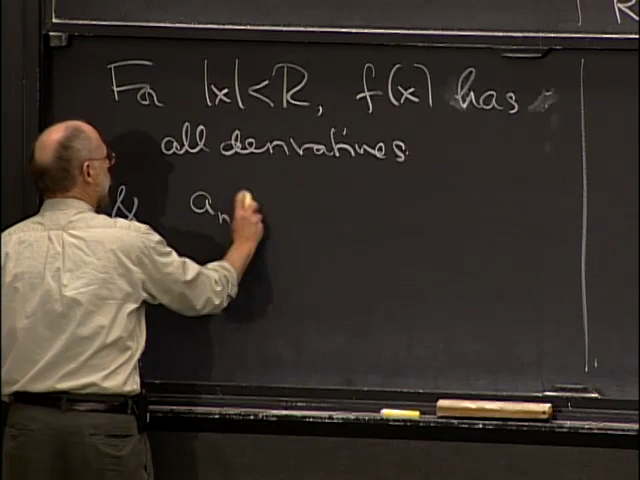 R
For |x|<R, f(x) has
all derivatives
& aₙ